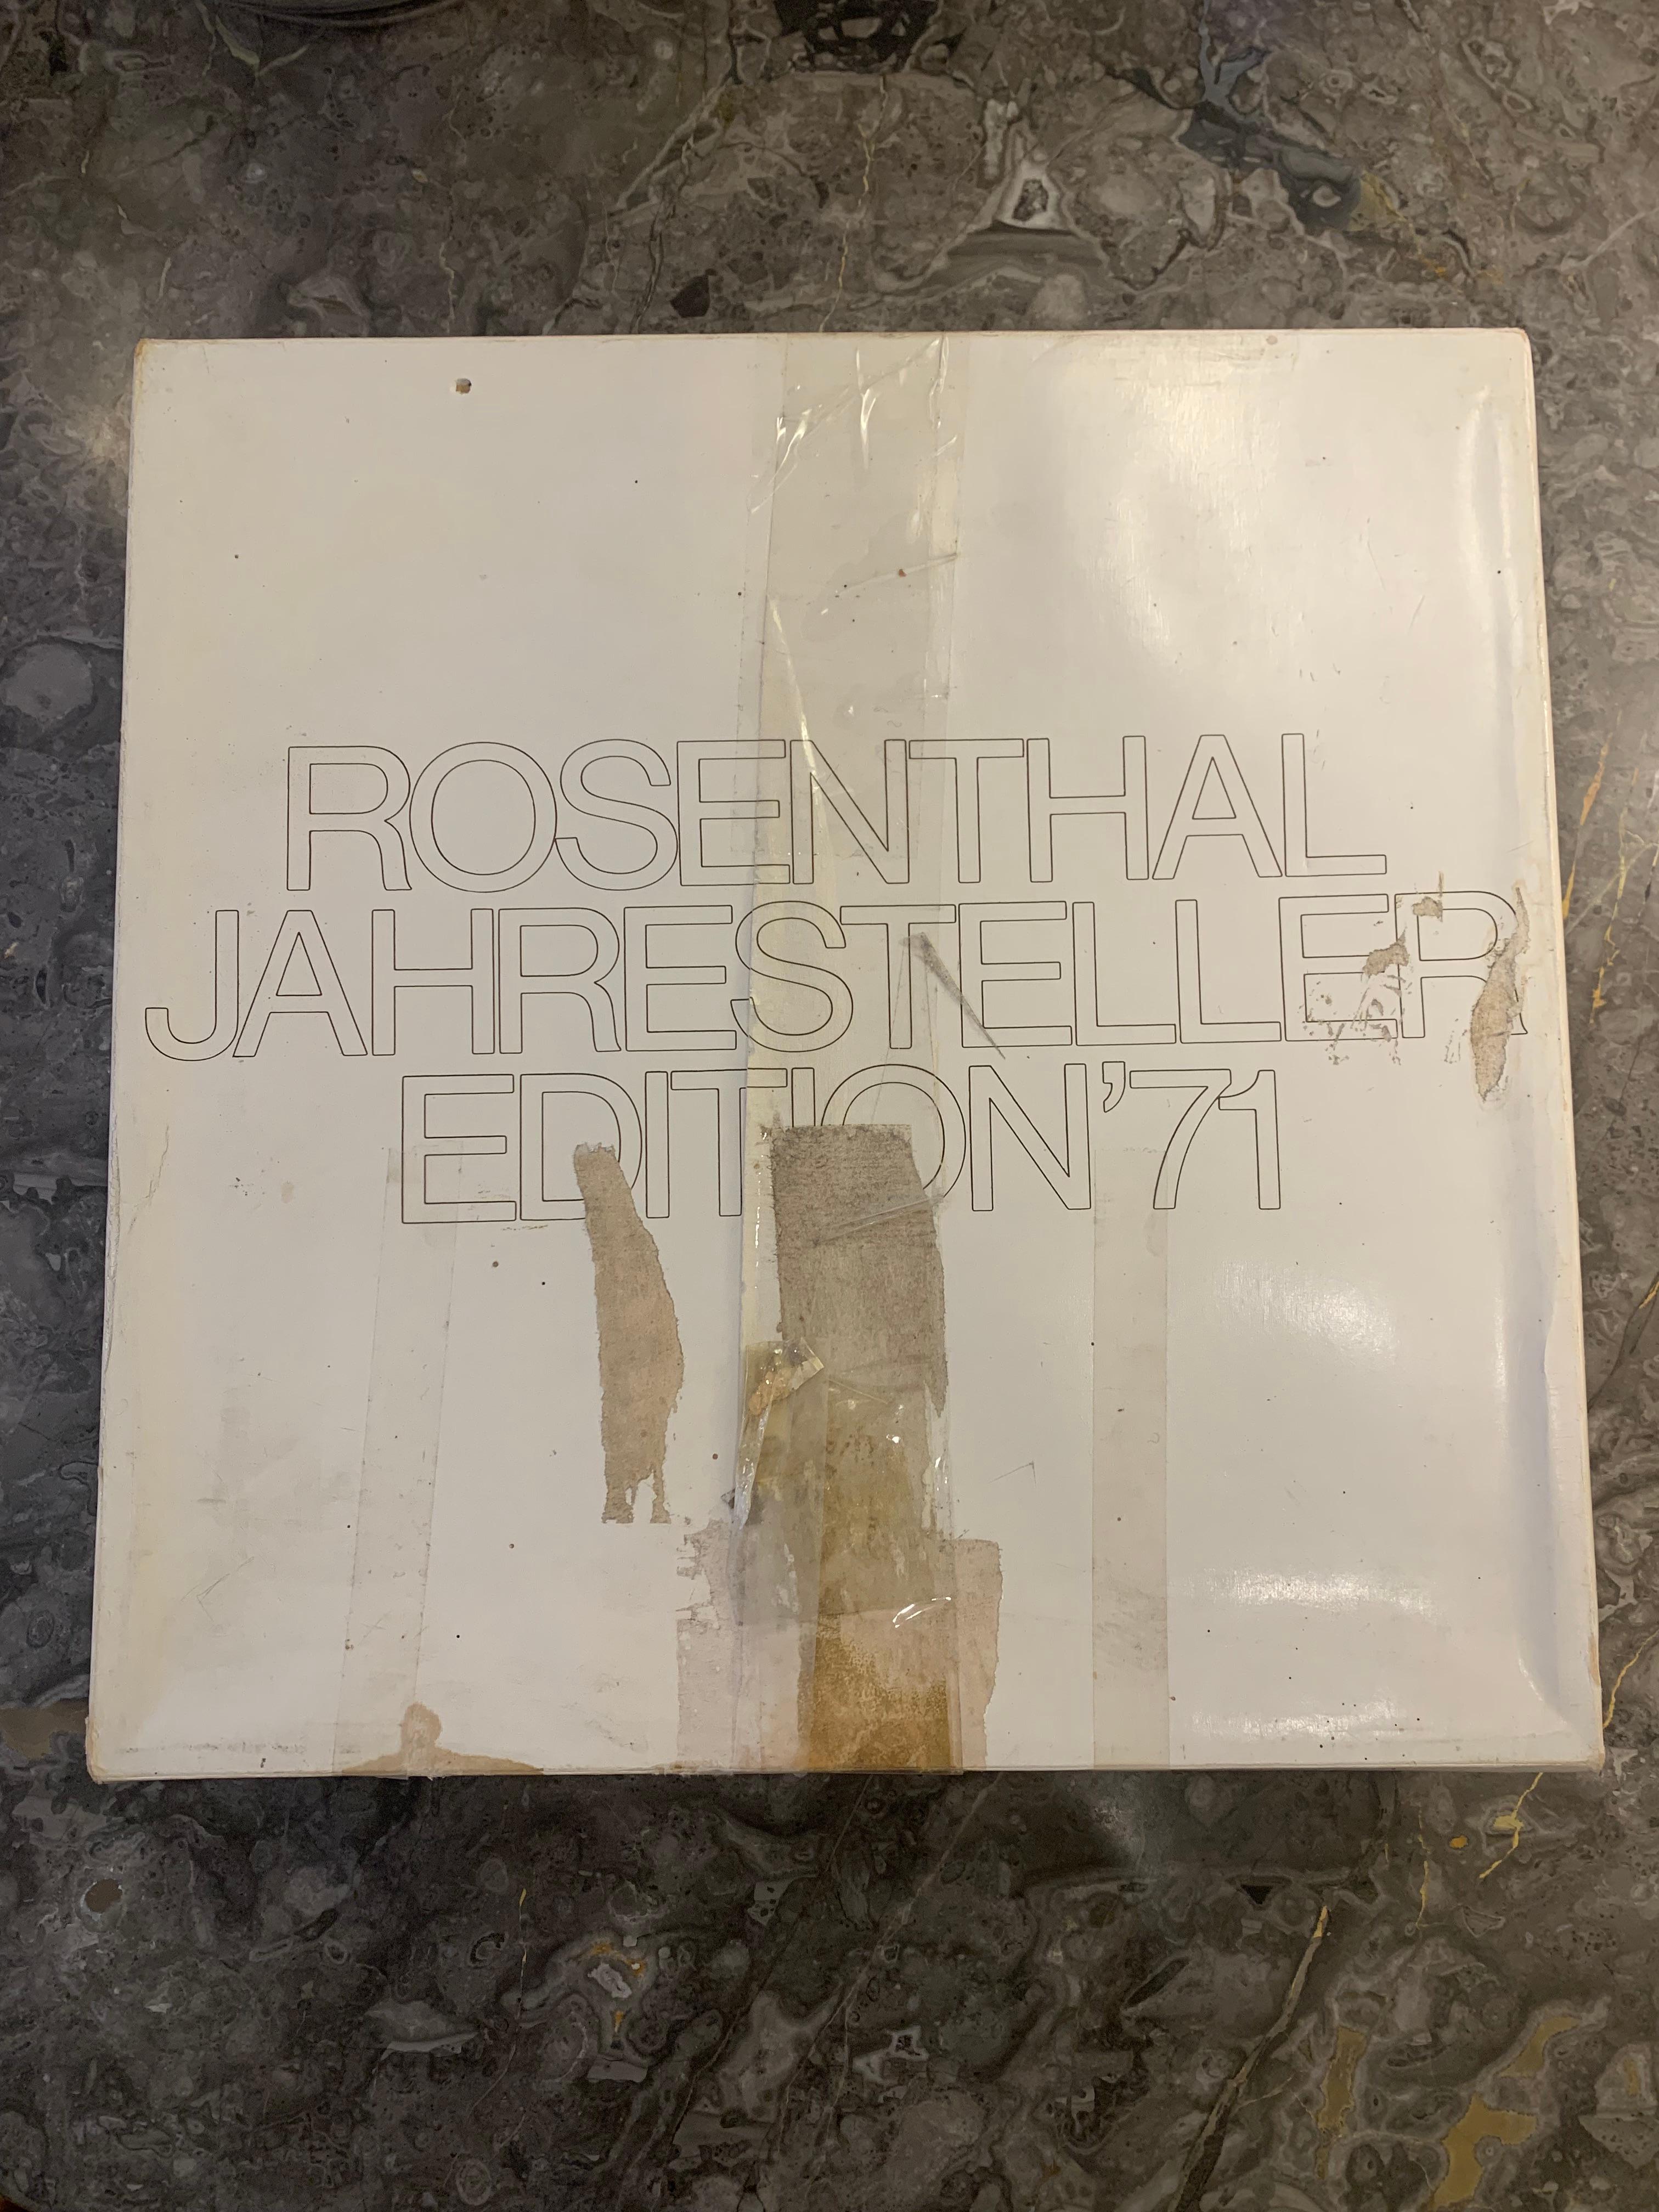 ROSENTHAL
JAHRESTELLER
EDITION'71